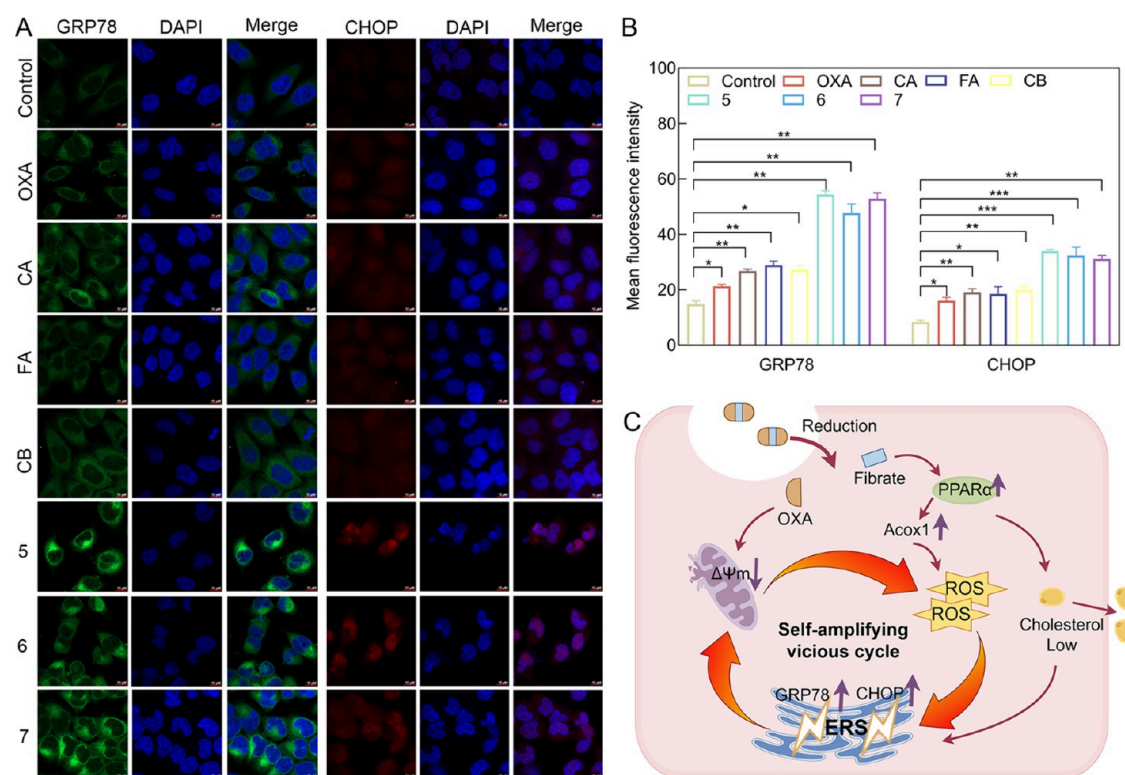 A
GRP78 DAPI Merge CHOP DAPI Merge
Control
OXA
CA
FA
CB
5
6
7
B
Mean fluorescence intensity
100
80
60
40
20
0
Control OXA CA FA CB
5 6 7
**
**
**
*
**
**
*
**
***
***
**
*
**
*
GRP78 CHOP
C
Reduction
Fibrate
PPARα
OXA
Acox1
ΔΨm
ROS
ROS
Cholesterol
Low
Self-amplifying
vicious cycle
GRP78 CHOP
ERS